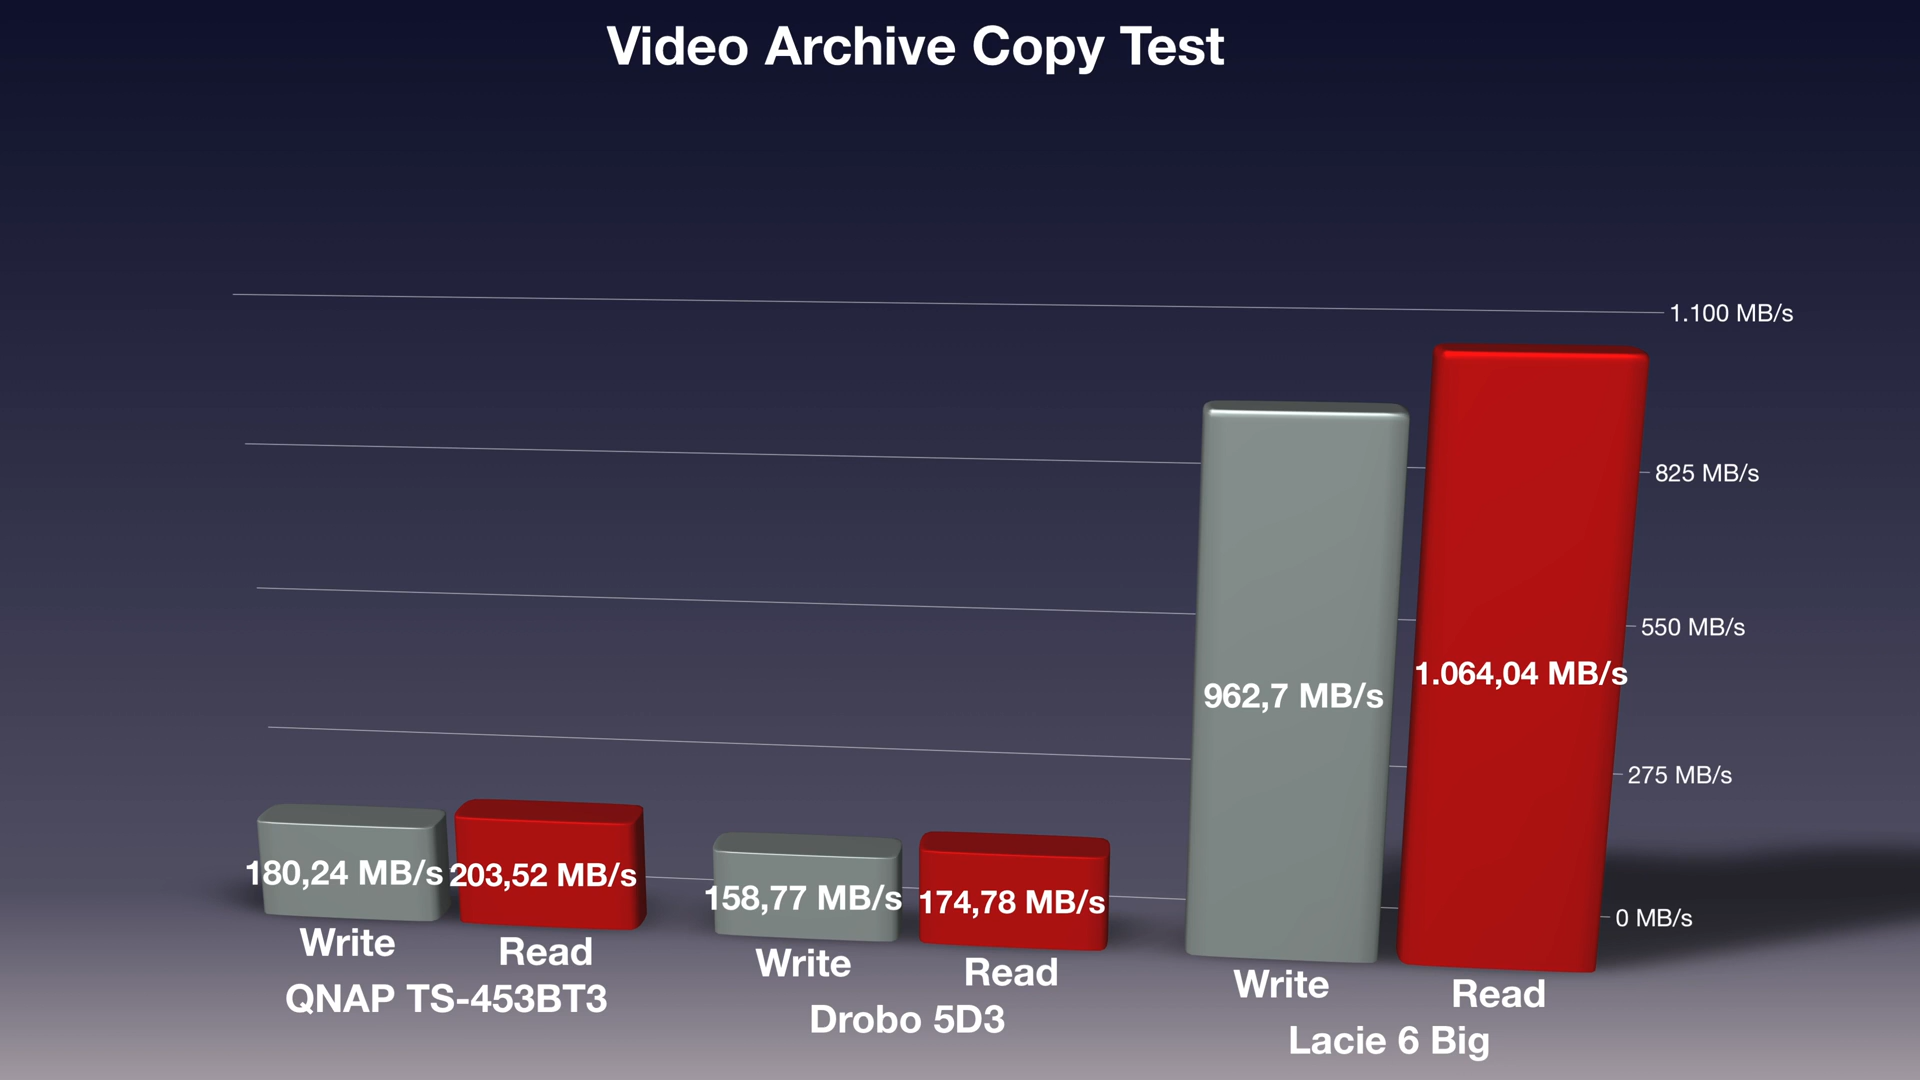 Video Archive Copy Test
1.100 MB/s
825 MB/s
550 MB/s
275 MB/s
0 MB/s
180,24 MB/s
203,52 MB/s
158,77 MB/s
174,78 MB/s
962,7 MB/s
1.064,04 MB/s
Write
Read
QNAP TS-453BT3
Write
Read
Drobo 5D3
Write
Read
Lacie 6 Big